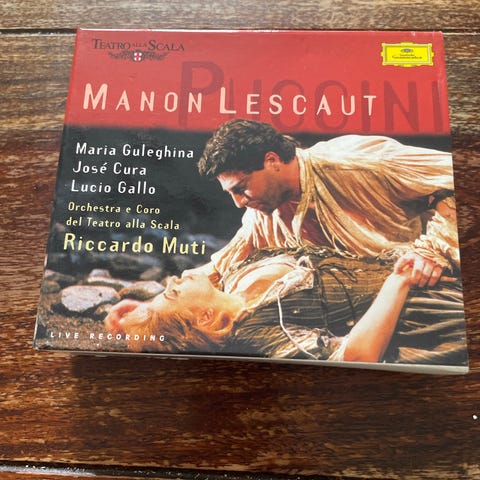 TEATRO ALLA SCALA
PUCCINI
MANON LESCAUT
Maria Guleghina
José Cura
Lucio Gallo
Orchestra e Coro
del Teatro alla Scala
Riccardo Muti
LIVE RECORDING